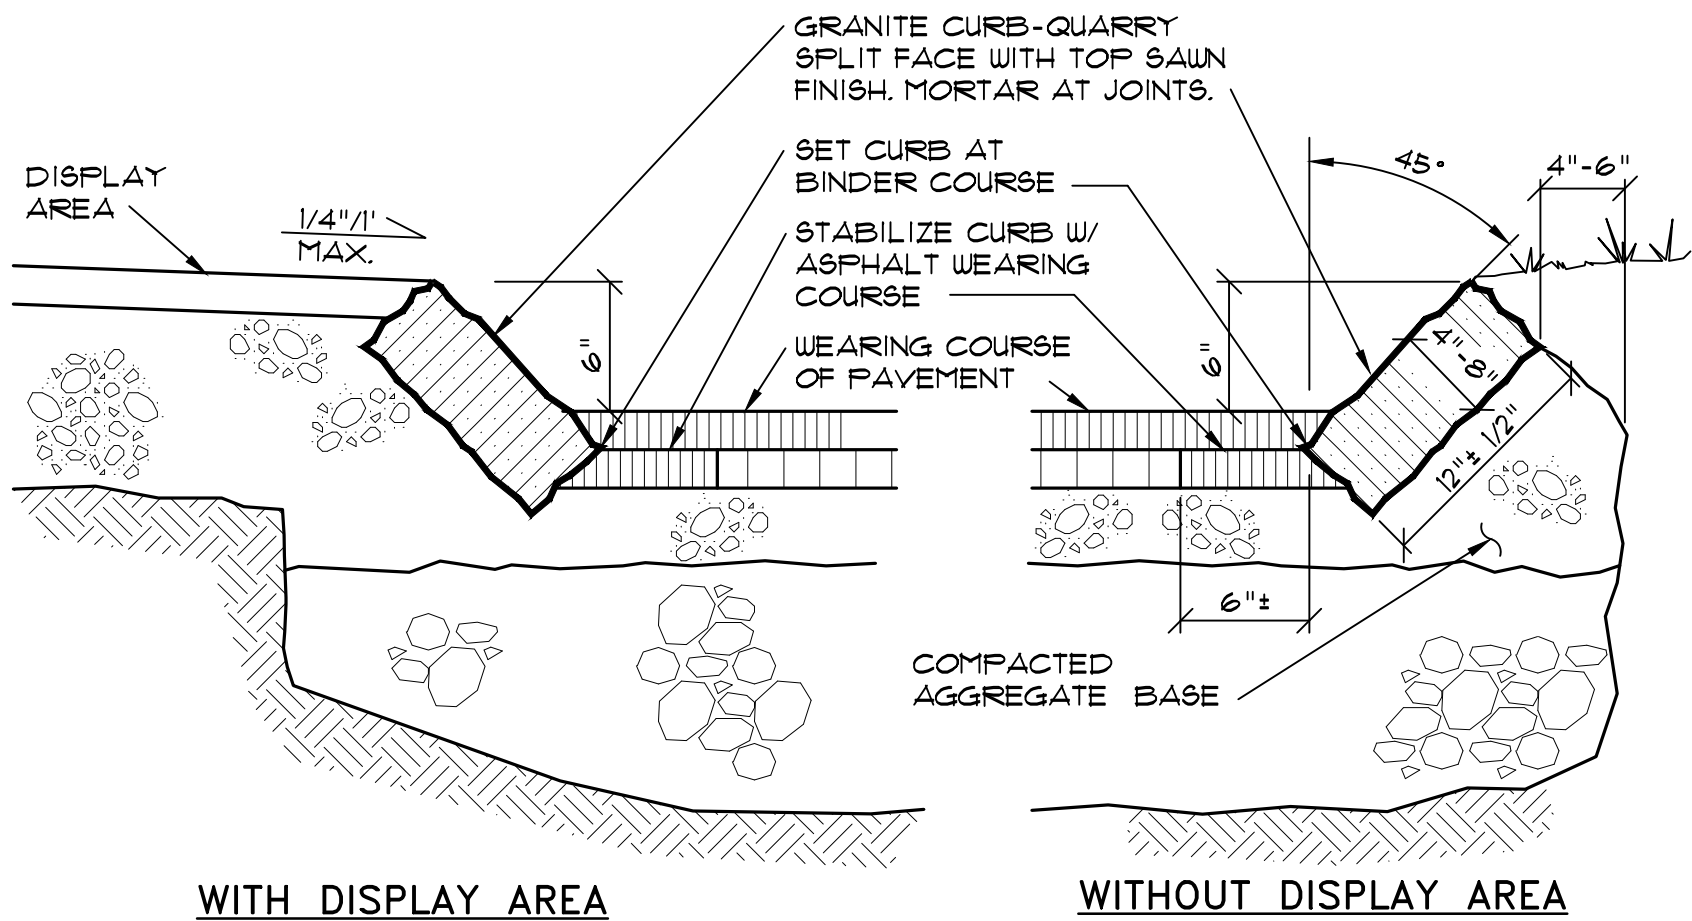 GRANITE CURB-QUARRY
SPLIT FACE WITH TOP SAWN
FINISH. MORTAR AT JOINTS.
SET CURB AT
BINDER COURSE
STABILIZE CURB W/
ASPHALT WEARING
COURSE
WEARING COURSE
OF PAVEMENT
DISPLAY
AREA
1/4"/1'
MAX.
6"
6"
45°
4"-6"
4"-8"
12"± 1/2"
6"±
COMPACTED
AGGREGATE BASE
WITH DISPLAY AREA
WITHOUT DISPLAY AREA